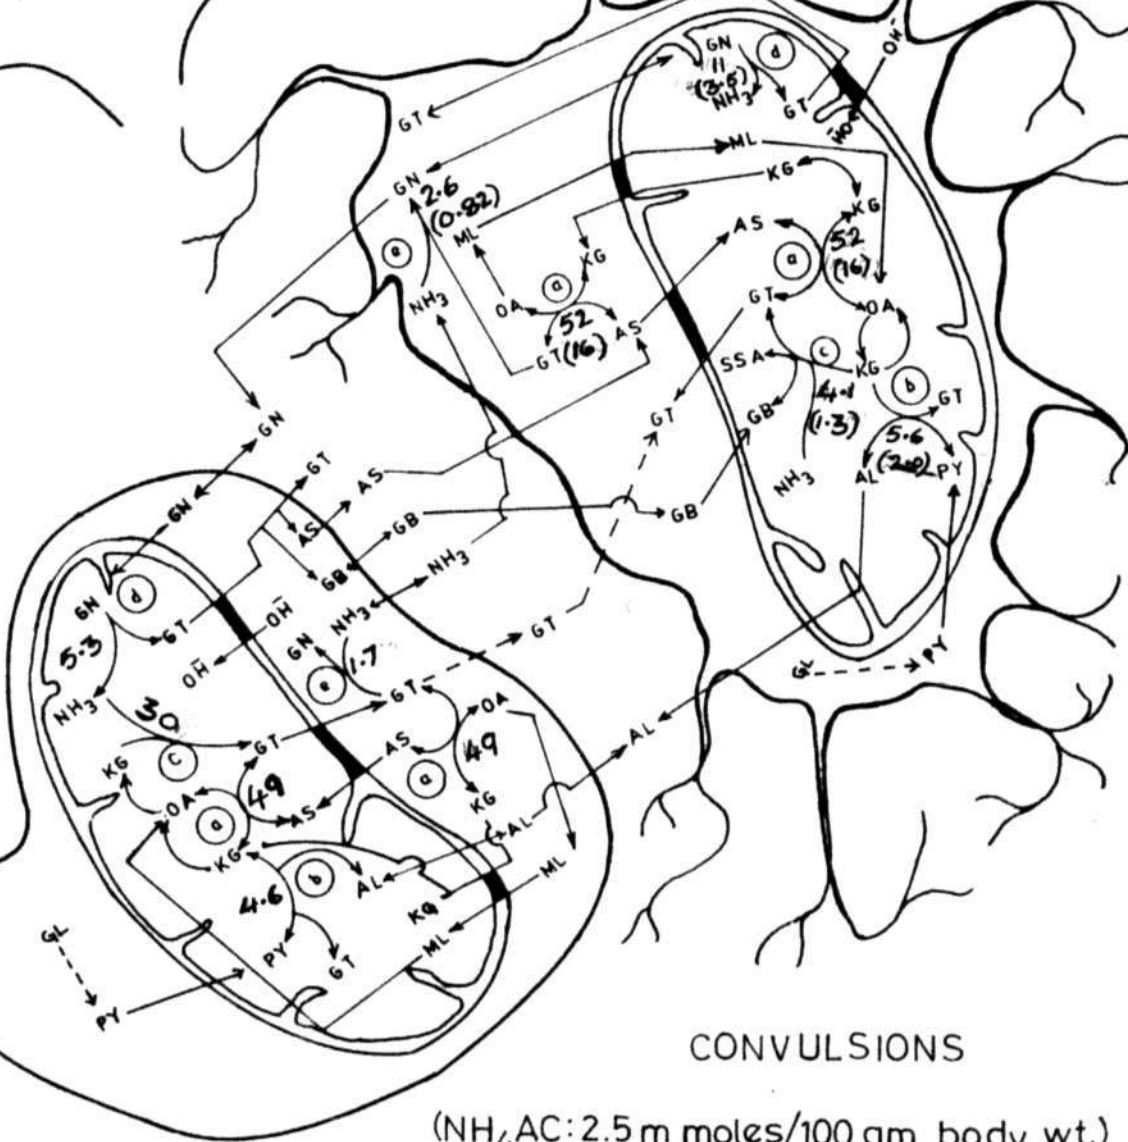 GN
11
(3.5)
NH3
d
GT
OH-
HO-
GT
GN
2.6
(0.82)
ML
e
NH3
ML
KG
KG
AS
52
(16)
a
GT
OA
KG
a
OA
52
(16)
GT
AS
SSA
c
KG
4.1
(1.3)
b
GT
5.6
(2.0)
AL
PY
NH3
GB
GT
GN
GT
AS
AS
GB
GB
GB
NH3
NH3
GN
GN
d
GT
5.3
NH3
OH-
OH-
GN
e
1.7
GT
GT
OA
AS
49
a
KG
30
GT
c
KG
OA
49
a
AS
KG
b
4.6
AL
AL
AL
ML
KG
ML
PY
GT
GL
PY
GL
PY
CONVULSIONS
(NH4AC: 2.5 m moles/100 gm body wt.)